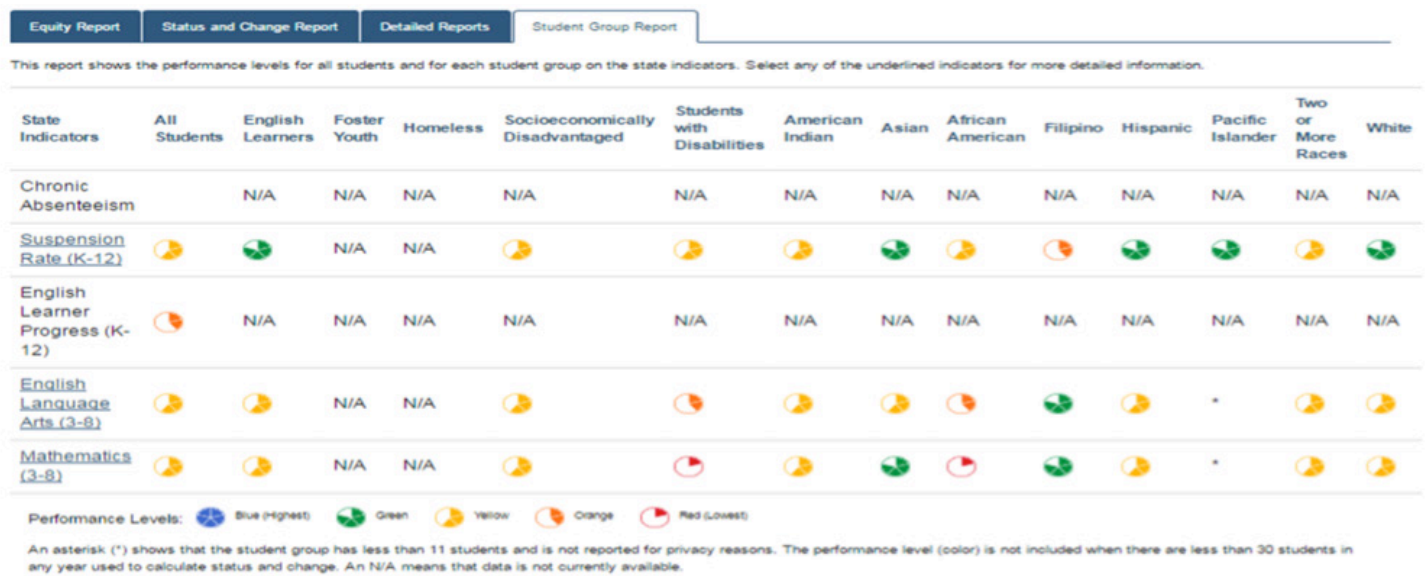 Equity Report Status and Change Report Detailed Reports Student Group Report
This report shows the performance levels for all students and for each student group on the state indicators. Select any of the underlined indicators for more detailed information.
State Indicators All Students English Learners Foster Youth Homeless Socioeconomically Disadvantaged Students with Disabilities American Indian Asian African American Filipino Hispanic Pacific Islander Two or More Races White
Chronic Absenteeism N/A N/A N/A N/A N/A N/A N/A N/A N/A N/A N/A N/A N/A
Suspension Rate (K-12) N/A N/A
English Learner Progress (K-12) N/A N/A N/A N/A N/A N/A N/A N/A N/A N/A N/A N/A N/A
English Language Arts (3-8) N/A N/A *
Mathematics (3-8) N/A N/A *
Performance Levels: Blue (Highest) Green Yellow Orange Red (Lowest)
An asterisk (*) shows that the student group has less than 11 students and is not reported for privacy reasons. The performance level (color) is not included when there are less than 30 students in
any year used to calculate status and change. An N/A means that data is not currently available.